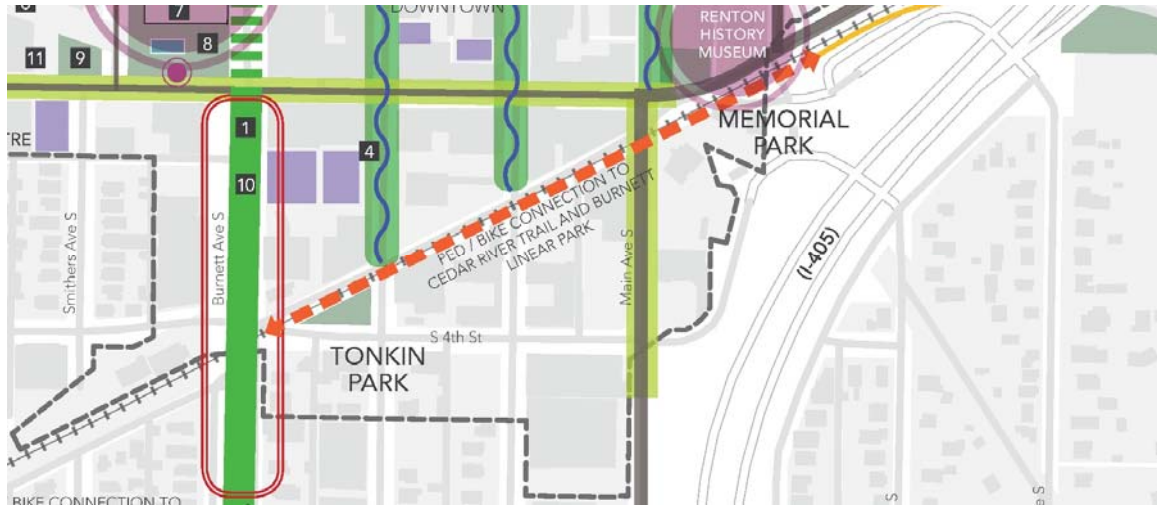 7
8
11
9
DOWNTOWN
RENTON
HISTORY
MUSEUM
TRE
1
10
4
MEMORIAL
PARK
PED / BIKE CONNECTION TO
CEDAR RIVER TRAIL AND BURNETT
LINEAR PARK
Smithers Ave S
Burnett Ave S
Main Ave S
(I-405)
S 4th St
TONKIN
PARK
S
e S
BIKE CONNECTION TO